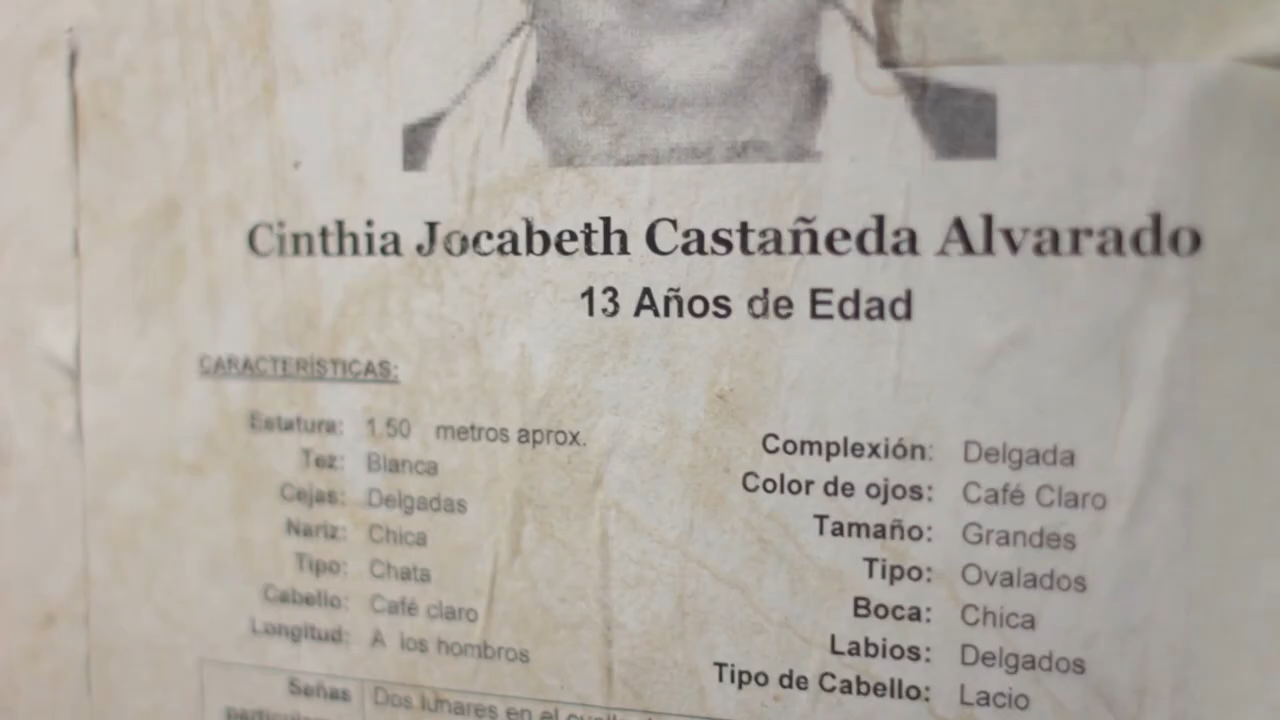 Cinthia Jocabeth Castañeda Alvarado
13 Años de Edad
CARACTERÍSTICAS:
Estatura: 1.50 metros aprox.
Tez: Blanca
Cejas: Delgadas
Nariz: Chica
Tipo: Chata
Cabello: Café claro
Longitud: A los hombros
Complexión: Delgada
Color de ojos: Café Claro
Tamaño: Grandes
Tipo: Ovalados
Boca: Chica
Labios: Delgados
Tipo de Cabello: Lacio
Señas Dos lunares en el